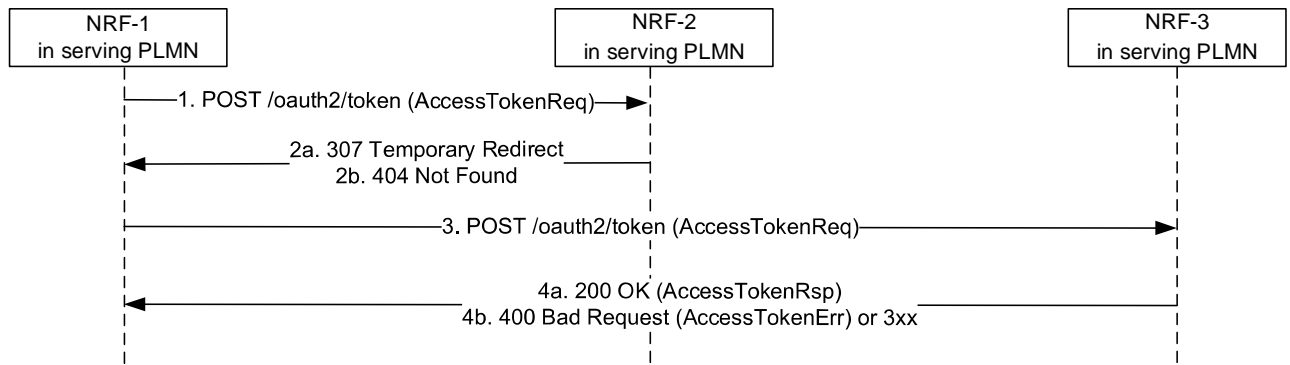 NRF-1
in serving PLMN
NRF-2
in serving PLMN
NRF-3
in serving PLMN
1. POST /oauth2/token (AccessTokenReq)
2a. 307 Temporary Redirect
2b. 404 Not Found
3. POST /oauth2/token (AccessTokenReq)
4a. 200 OK (AccessTokenRsp)
4b. 400 Bad Request (AccessTokenErr) or 3xx